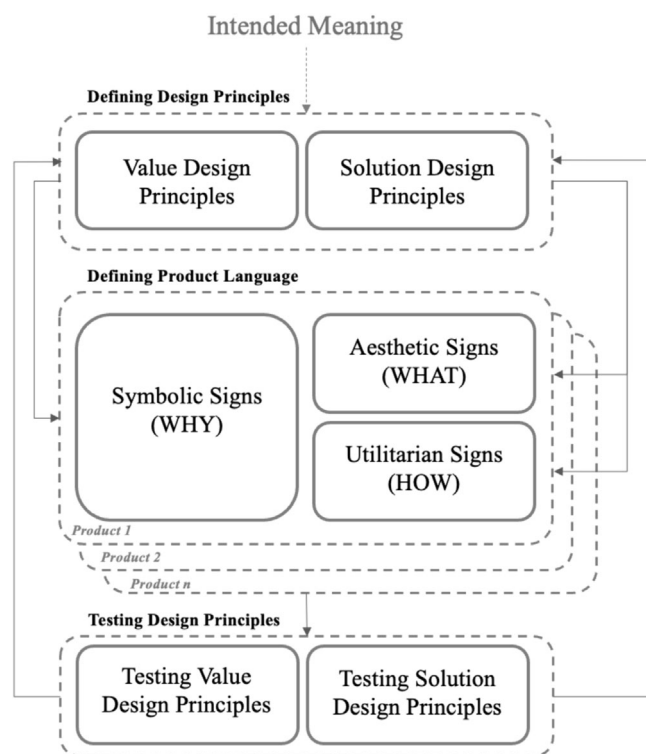 Intended Meaning
Defining Design Principles
Value Design
Principles
Solution Design
Principles
Defining Product Language
Symbolic Signs
(WHY)
Aesthetic Signs
(WHAT)
Utilitarian Signs
(HOW)
Product 1
Product 2
Product n
Testing Design Principles
Testing Value
Design Principles
Testing Solution
Design Principles